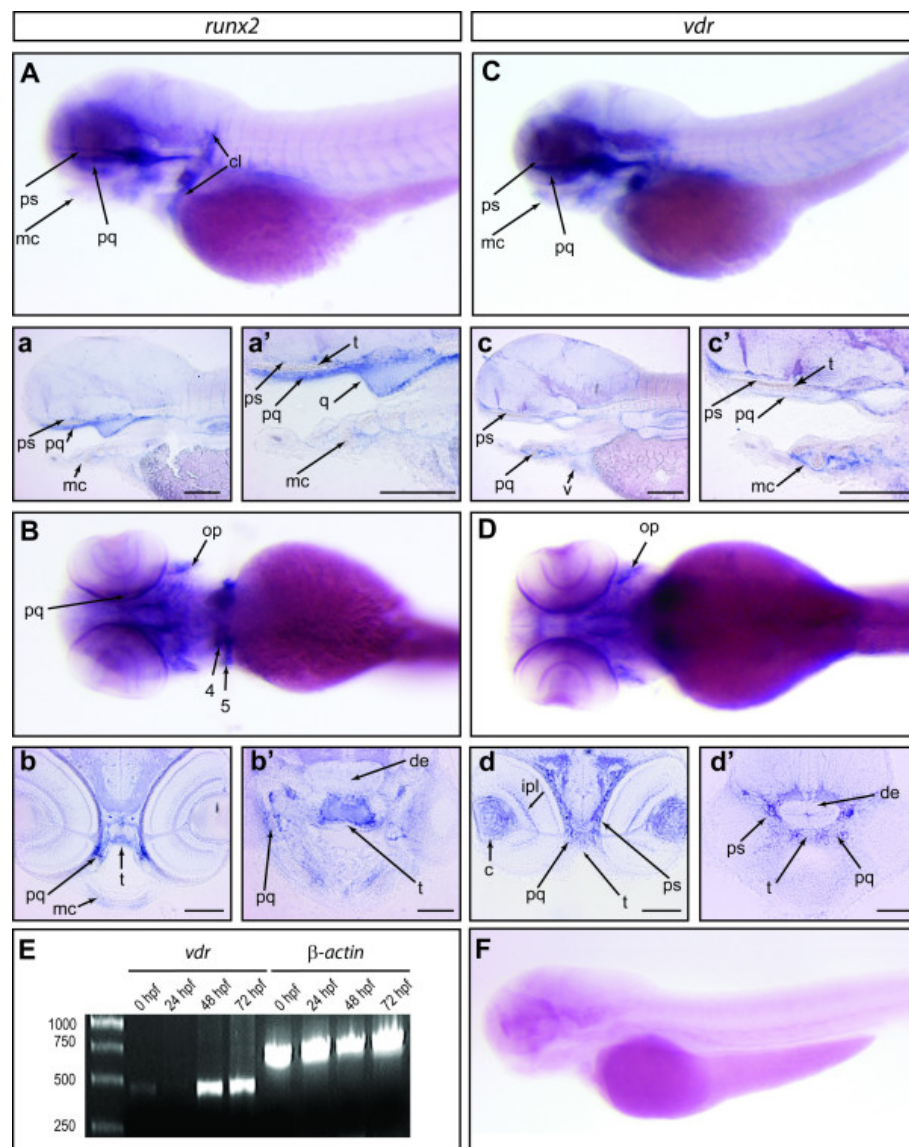 runx2
vdr
A
cl
ps
mc
pq
C
ps
mc
pq
a
ps
pq
mc
a'
t
ps
pq
q
mc
c
ps
pq
v
c'
t
ps
pq
mc
B
op
pq
4
5
D
op
b
pq
t
mc
b'
de
pq
t
d
ipl
c
pq
t
ps
d'
de
ps
t
pq
E
vdr
β-actin
0 hpf 24 hpf 48 hpf 72 hpf 0 hpf 24 hpf 48 hpf 72 hpf
1000
750
500
250
F